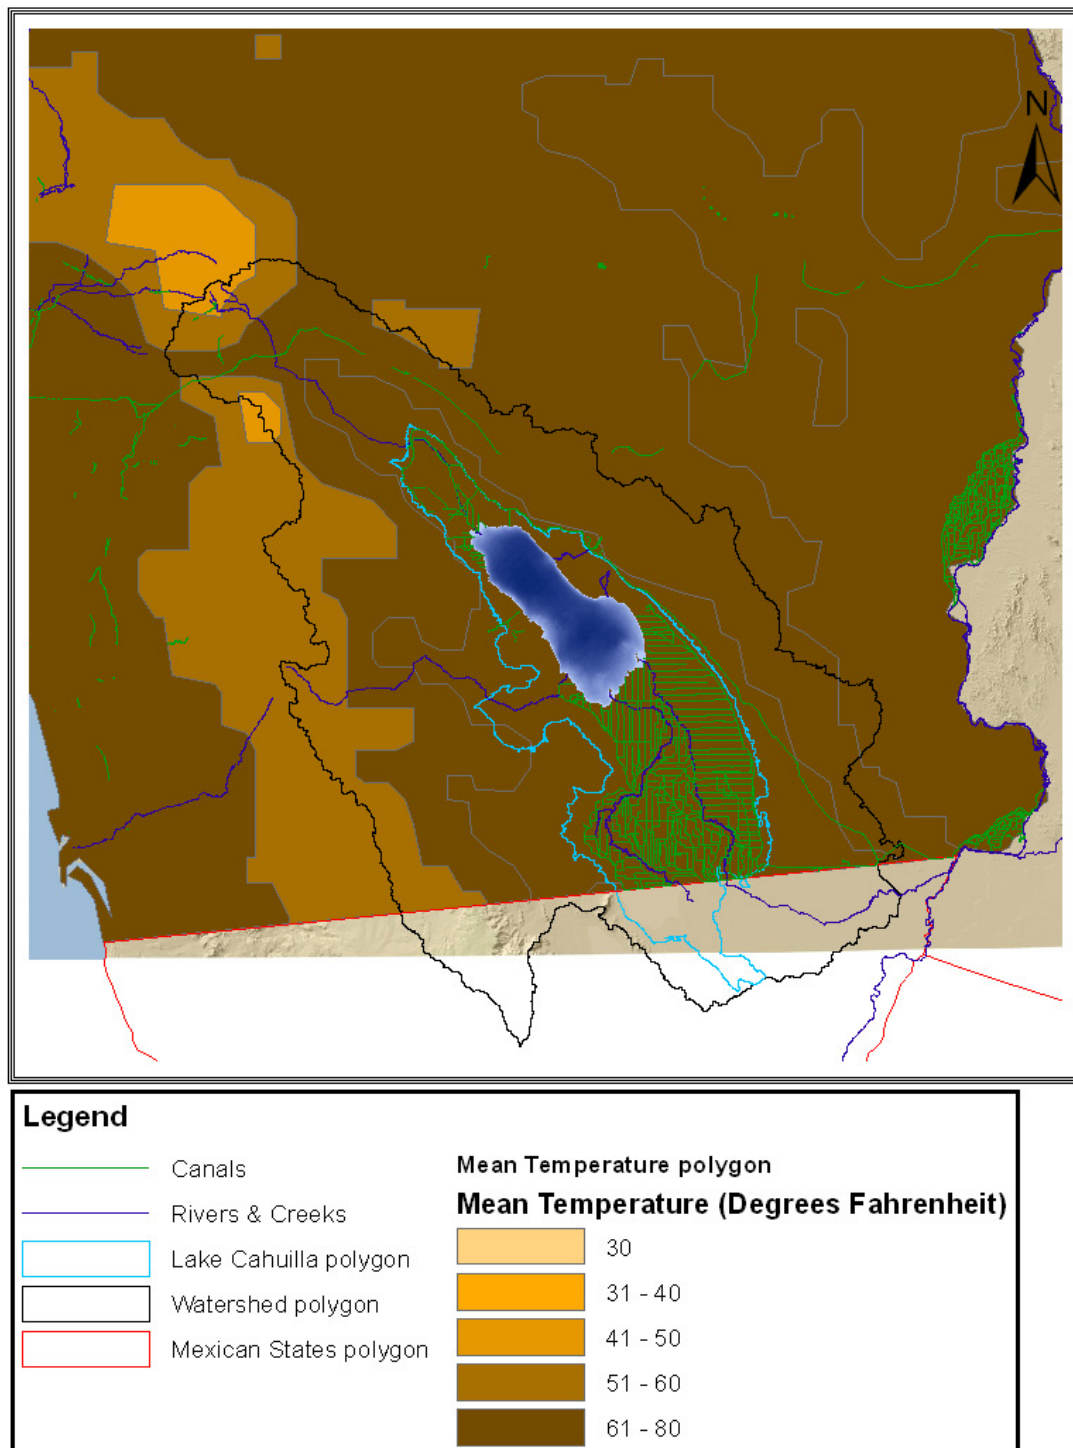 N
Legend
Canals
Rivers & Creeks
Lake Cahuilla polygon
Watershed polygon
Mexican States polygon
Mean Temperature polygon
Mean Temperature (Degrees Fahrenheit)
30
31 - 40
41 - 50
51 - 60
61 - 80